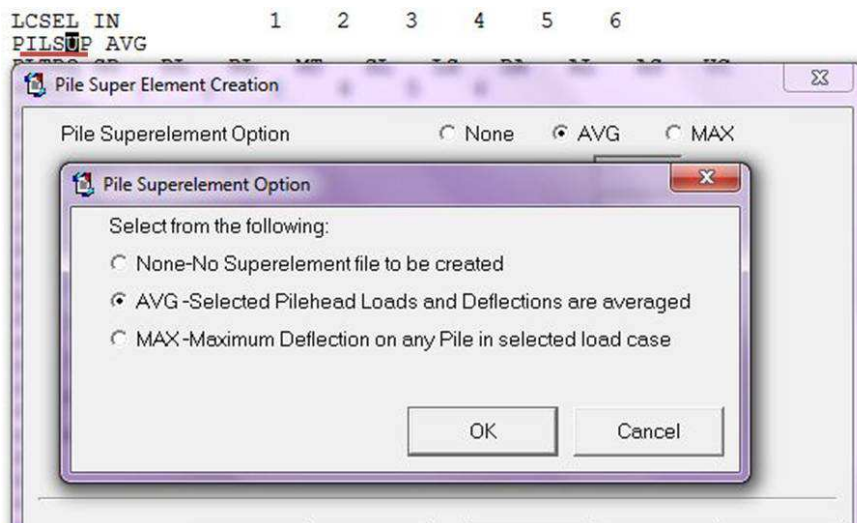 LCSEL IN 1 2 3 4 5 6
PILSUP AVG
Pile Super Element Creation
Pile Superelement Option None AVG MAX
Pile Superelement Option
Select from the following:
None-No Superelement file to be created
AVG -Selected Pilehead Loads and Deflections are averaged
MAX -Maximum Deflection on any Pile in selected load case
OK Cancel